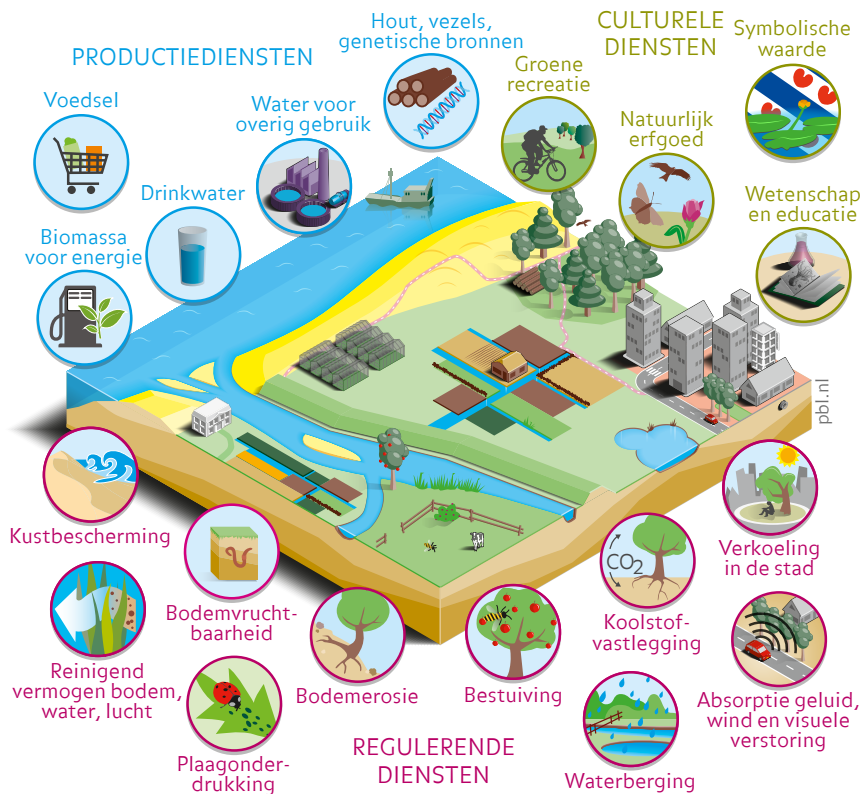 PRODUCTIEDIENSTEN
Voedsel
Drinkwater
Biomassa
voor energie
Water voor
overig gebruik
Hout, vezels,
genetische bronnen
CULTURELE
DIENSTEN
Groene
recreatie
Natuurlijk
erfgoed
Symbolische
waarde
Wetenschap
en educatie
pbl.nl
Kustbescherming
Bodemvrucht-
baarheid
Reinigend
vermogen bodem,
water, lucht
Plaagonder-
drukking
Bodemerosie
Bestuiving
CO2
Koolstof-
vastlegging
Verkoeling
in de stad
Absorptie geluid,
wind en visuele
verstoring
Waterberging
REGULERENDE
DIENSTEN